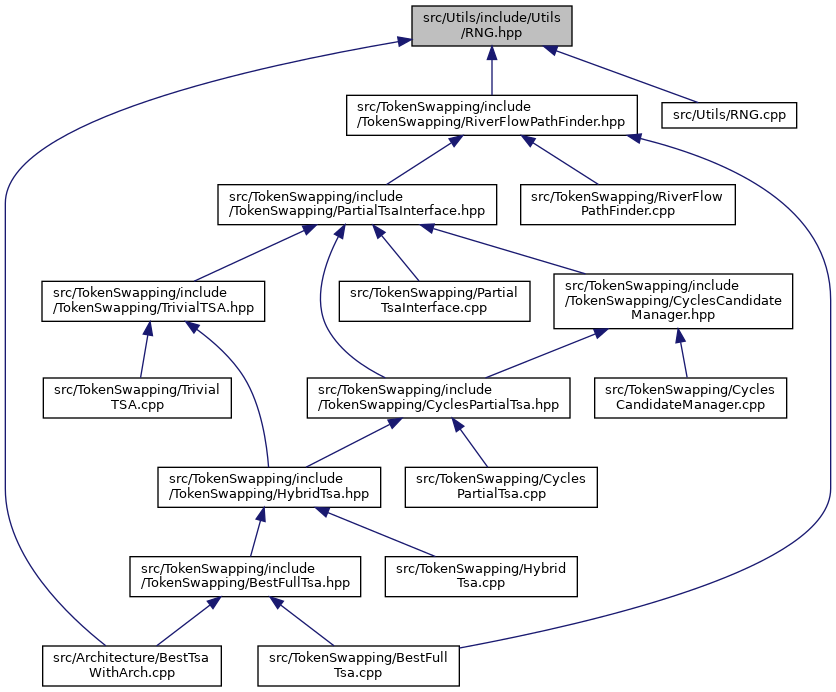 src/Utils/include/Utils
/RNG.hpp
src/TokenSwapping/include
/TokenSwapping/RiverFlowPathFinder.hpp
src/Utils/RNG.cpp
src/TokenSwapping/include
/TokenSwapping/PartialTsaInterface.hpp
src/TokenSwapping/RiverFlow
PathFinder.cpp
src/TokenSwapping/include
/TokenSwapping/TrivialTSA.hpp
src/TokenSwapping/Partial
TsaInterface.cpp
src/TokenSwapping/include
/TokenSwapping/CyclesCandidate
Manager.hpp
src/TokenSwapping/Trivial
TSA.cpp
src/TokenSwapping/include
/TokenSwapping/CyclesPartialTsa.hpp
src/TokenSwapping/Cycles
CandidateManager.cpp
src/TokenSwapping/include
/TokenSwapping/HybridTsa.hpp
src/TokenSwapping/Cycles
PartialTsa.cpp
src/TokenSwapping/include
/TokenSwapping/BestFullTsa.hpp
src/TokenSwapping/Hybrid
Tsa.cpp
src/Architecture/BestTsa
WithArch.cpp
src/TokenSwapping/BestFull
Tsa.cpp